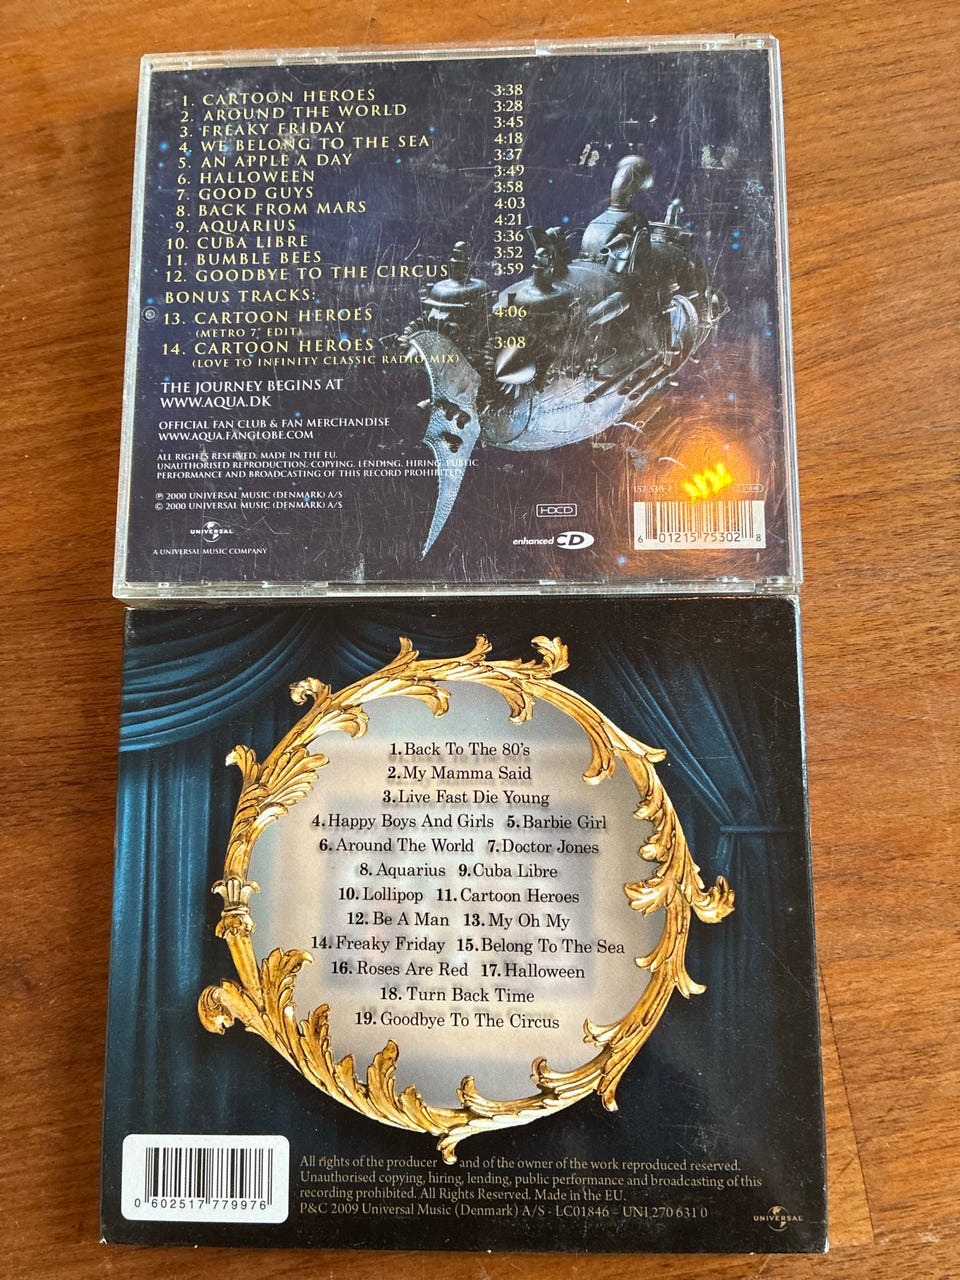 1. CARTOON HEROES 3:38
2. AROUND THE WORLD 3:28
3. FREAKY FRIDAY 3:45
4. WE BELONG TO THE SEA 4:18
5. AN APPLE A DAY 3:37
6. HALLOWEEN 3:49
7. GOOD GUYS 3:58
8. BACK FROM MARS 4:03
9. AQUARIUS 4:21
10. CUBA LIBRE 3:36
11. BUMBLE BEES 3:52
12. GOODBYE TO THE CIRCUS 3:59
BONUS TRACKS:
13. CARTOON HEROES 4:06
(METRO 7" EDIT)
14. CARTOON HEROES 3:08
(LOVE TO INFINITY CLASSIC RADIO MIX)
THE JOURNEY BEGINS AT
WWW.AQUA.DK
OFFICIAL FAN CLUB & FAN MERCHANDISE
WWW.AQUA.FANGLOBE.COM
ALL RIGHTS RESERVED. MADE IN THE EU.
UNAUTHORISED REPRODUCTION, COPYING, LENDING, HIRING, PUBLIC
PERFORMANCE AND BROADCASTING OF THIS RECORD PROHIBITED.
℗ 2000 UNIVERSAL MUSIC (DENMARK) A/S
© 2000 UNIVERSAL MUSIC (DENMARK) A/S
UNIVERSAL
A UNIVERSAL MUSIC COMPANY
HDCD
enhanced CD
157 530-2
6 01215 75302 8
1. Back To The 80's
2. My Mamma Said
3. Live Fast Die Young
4. Happy Boys And Girls 5. Barbie Girl
6. Around The World 7. Doctor Jones
8. Aquarius 9. Cuba Libre
10. Lollipop 11. Cartoon Heroes
12. Be A Man 13. My Oh My
14. Freaky Friday 15. Belong To The Sea
16. Roses Are Red 17. Halloween
18. Turn Back Time
19. Goodbye To The Circus
All rights of the producer and of the owner of the work reproduced reserved.
Unauthorised copying, hiring, lending, public performance and broadcasting of this
recording prohibited. All Rights Reserved. Made in the EU.
P&C 2009 Universal Music (Denmark) A/S - LC01846 - UNI 270 631 0
0 602517 779976
UNIVERSAL